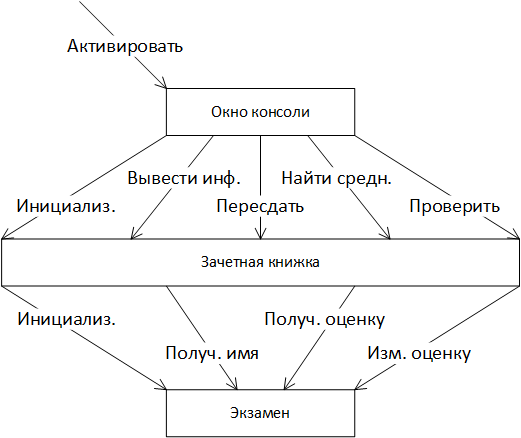 Активировать
Окно консоли
Вывести инф.
Найти средн.
Инициализ.
Пересдать
Проверить
Зачетная книжка
Инициализ.
Получ. оценку
Получ. имя
Изм. оценку
Экзамен